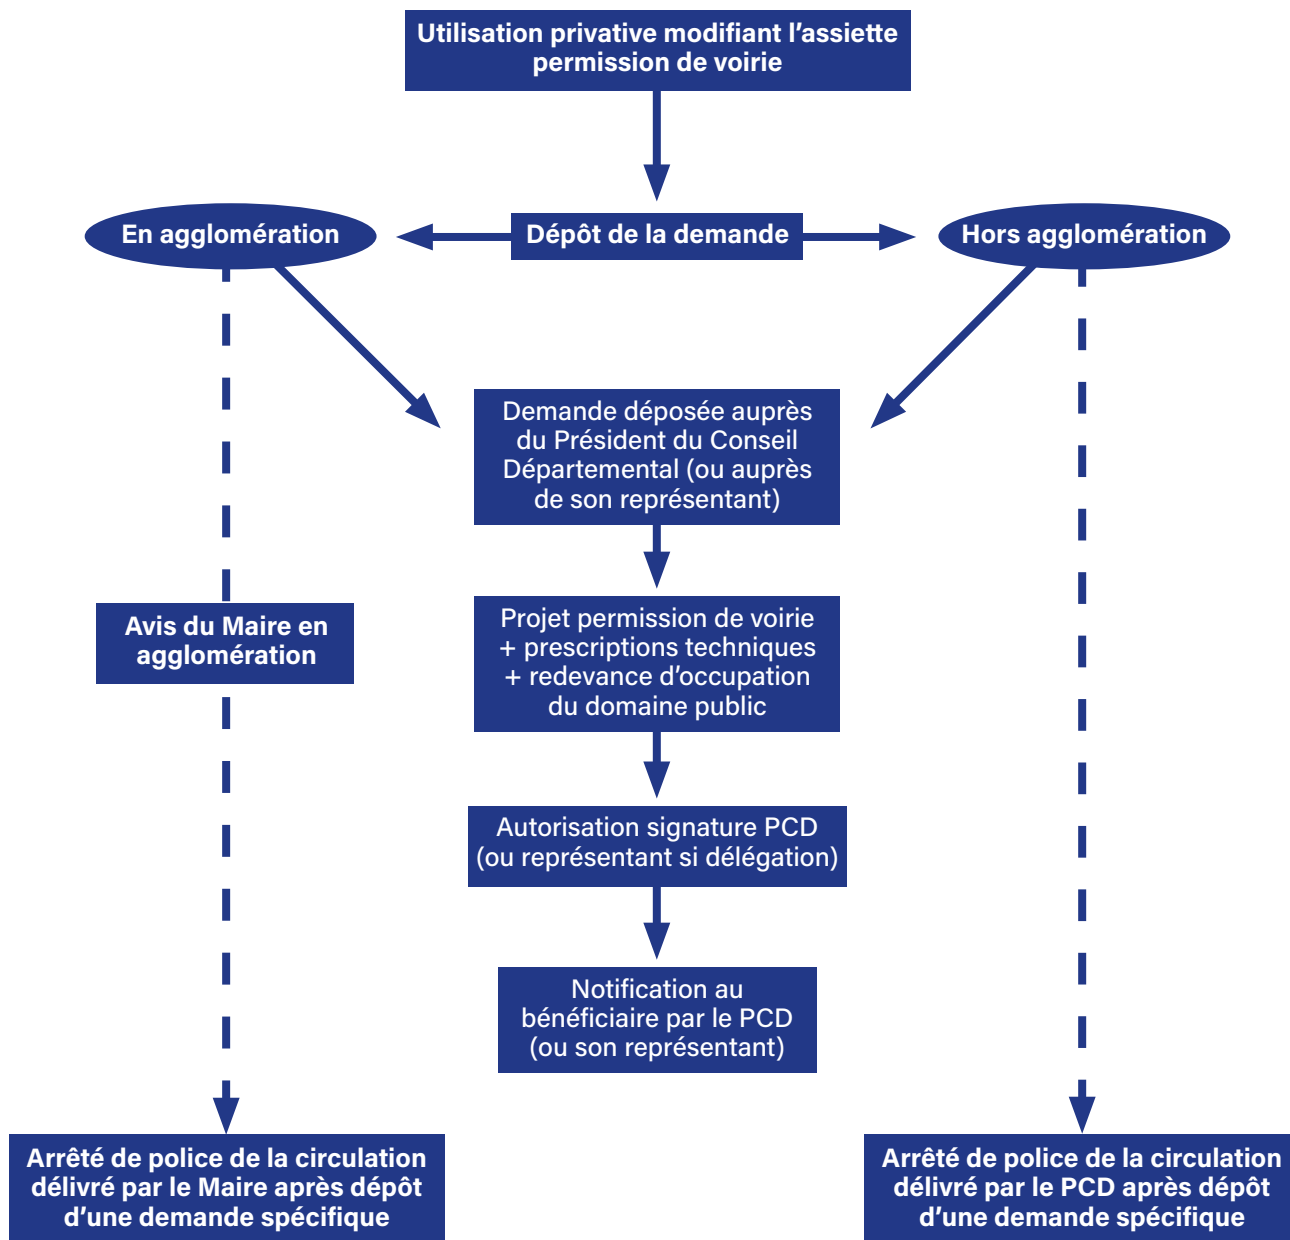 Utilisation privative modifiant l’assiette
permission de voirie
En agglomération
Dépôt de la demande
Hors agglomération
Demande déposée auprès
du Président du Conseil
Départemental (ou auprès
de son représentant)
Avis du Maire en
agglomération
Projet permission de voirie
+ prescriptions techniques
+ redevance d’occupation
du domaine public
Autorisation signature PCD
(ou représentant si délégation)
Notification au
bénéficiaire par le PCD
(ou son représentant)
Arrêté de police de la circulation
délivré par le Maire après dépôt
d’une demande spécifique
Arrêté de police de la circulation
délivré par le PCD après dépôt
d’une demande spécifique